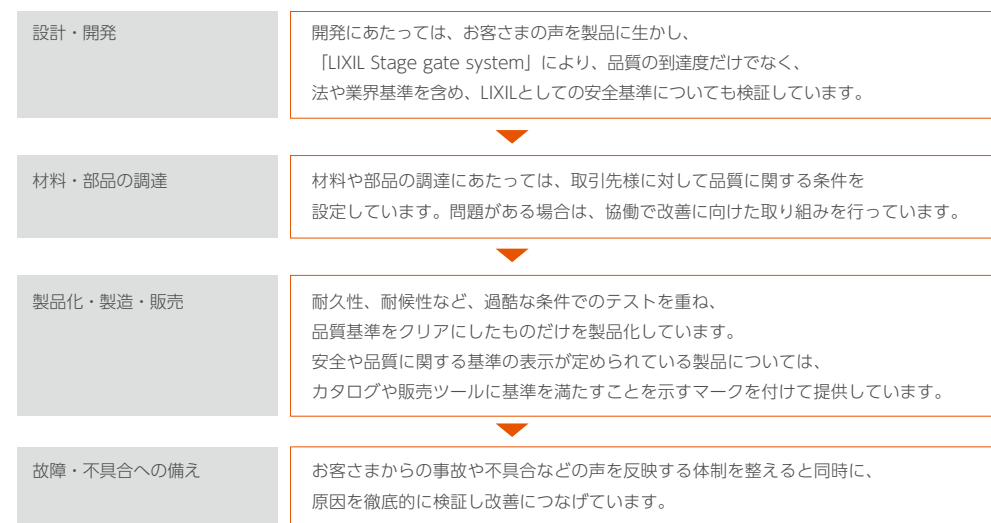 設計・開発
開発にあたっては、お客さまの声を製品に生かし、
「LIXIL Stage gate system」により、品質の到達度だけでなく、
法や業界基準を含め、LIXILとしての安全基準についても検証しています。
材料・部品の調達
材料や部品の調達にあたっては、取引先様に対して品質に関する条件を
設定しています。問題がある場合は、協働で改善に向けた取り組みを行っています。
製品化・製造・販売
耐久性、耐候性など、過酷な条件でのテストを重ね、
品質基準をクリアにしたものだけを製品化しています。
安全や品質に関する基準の表示が定められている製品については、
カタログや販売ツールに基準を満たすことを示すマークを付けて提供しています。
故障・不具合への備え
お客さまからの事故や不具合などの声を反映する体制を整えると同時に、
原因を徹底的に検証し改善につなげています。